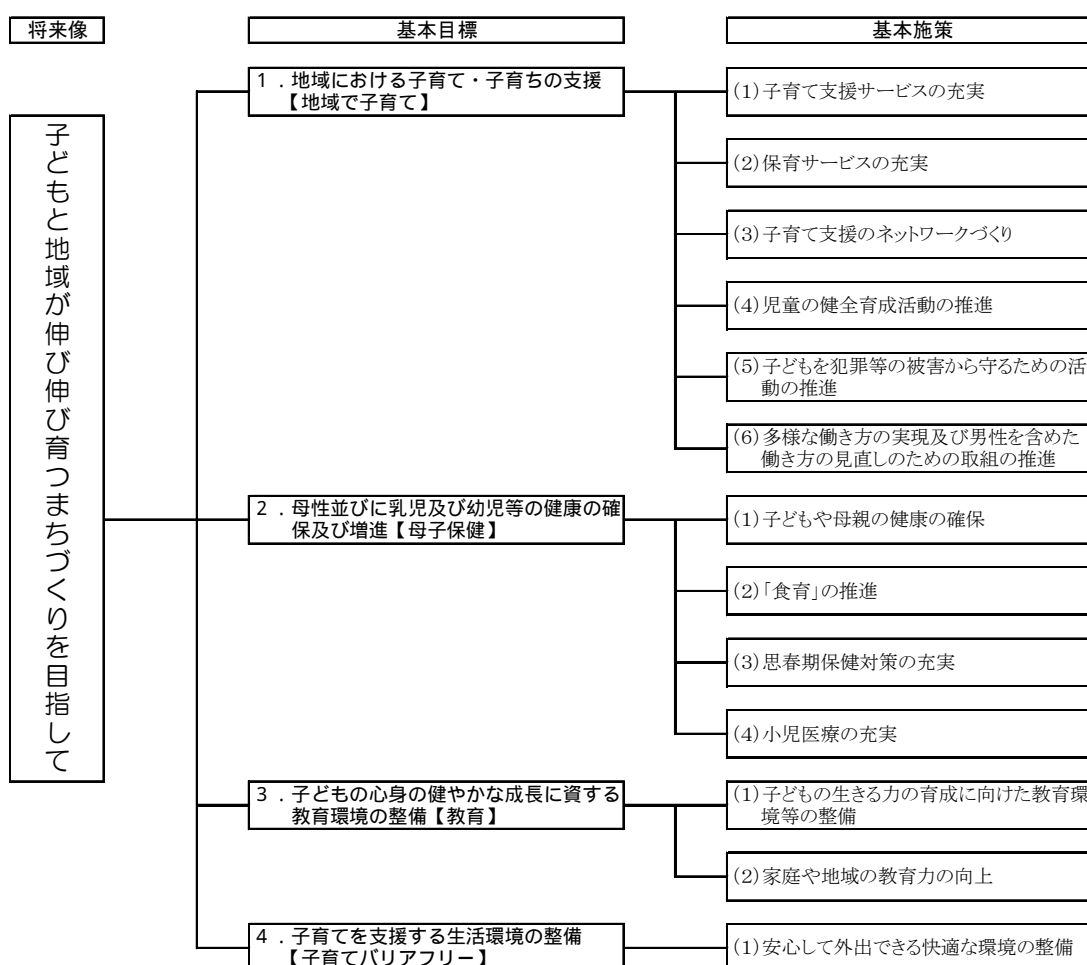 将来像
基本目標
基本施策
子どもと地域が伸び伸び育つまちづくりを目指して
1．地域における子育て・子育ちの支援
【地域で子育て】
(1)子育て支援サービスの充実
(2)保育サービスの充実
(3)子育て支援のネットワークづくり
(4)児童の健全育成活動の推進
(5)子どもを犯罪等の被害から守るための活
動の推進
(6)多様な働き方の実現及び男性を含めた
働き方の見直しのための取組の推進
2．母性並びに乳児及び幼児等の健康の確
保及び増進【母子保健】
(1)子どもや母親の健康の確保
(2)「食育」の推進
(3)思春期保健対策の充実
(4)小児医療の充実
3．子どもの心身の健やかな成長に資する
教育環境の整備【教育】
(1)子どもの生きる力の育成に向けた教育環
境等の整備
(2)家庭や地域の教育力の向上
4．子育てを支援する生活環境の整備
【子育てバリアフリー】
(1)安心して外出できる快適な環境の整備